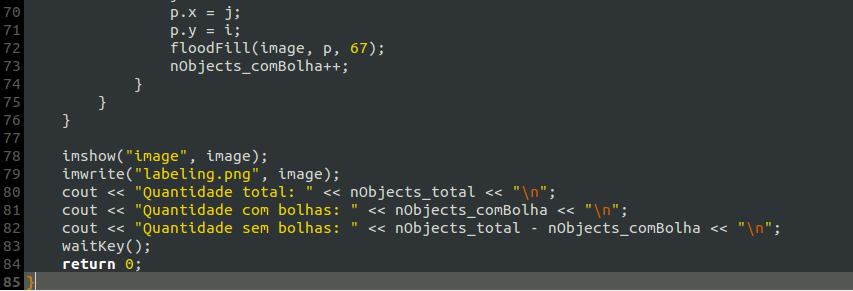 70                 p.x = j;
71                 p.y = i;
72                 floodFill(image, p, 67);
73                 nObjects_comBolha++;
74             }
75         }
76     }
77
78     imshow("image", image);
79     imwrite("labeling.png", image);
80     cout << "Quantidade total: " << nObjects_total << "\n";
81     cout << "Quantidade com bolhas: " << nObjects_comBolha << "\n";
82     cout << "Quantidade sem bolhas: " << nObjects_total - nObjects_comBolha << "\n";
83     waitKey();
84     return 0;
85 }